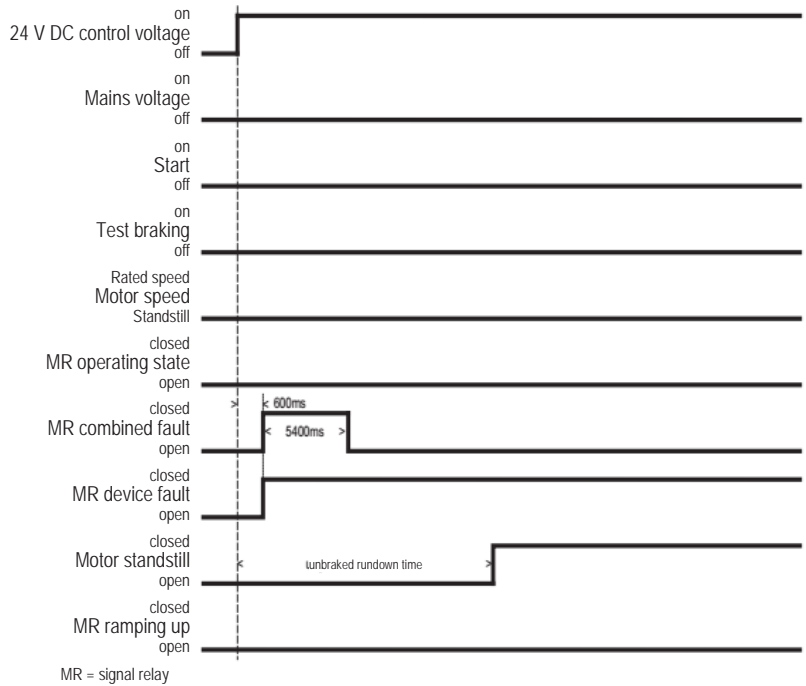 on
24 V DC control voltage
off
on
Mains voltage
off
on
Start
off
on
Test braking
off
Rated speed
Motor speed
Standstill
closed
MR operating state
open
closed
600ms
MR combined fault
5400ms
open
closed
MR device fault
open
closed
Motor standstill
unbraked rundown time
open
closed
MR ramping up
open
MR = signal relay